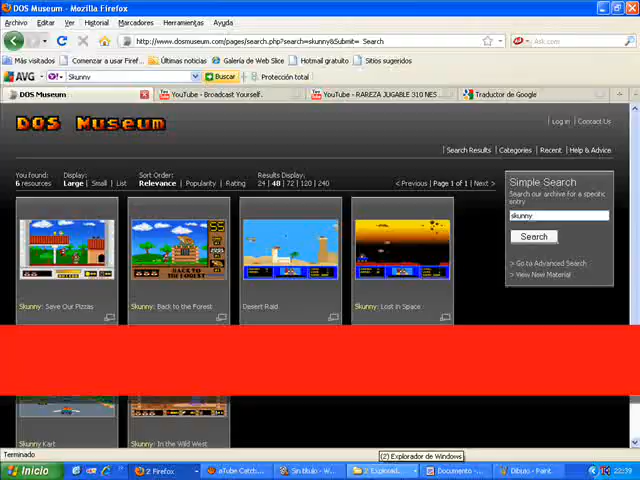 DOS Museum - Mozilla Firefox
Archivo Editar Ver Historial Marcadores Herramientas Ayuda
http://www.dosmuseum.com/pages/search.php?search=skunny&Submit= Search
Ask.com
Más visitados Comenzar a usar Firef... Últimas noticias Galería de Web Slice Hotmail gratuito Sitios sugeridos
AVG Y! Skunny Buscar Protección total
DOS Museum YouTube - Broadcast Yourself. YouTube - RAREZA JUGABLE 310 NES ... Traductor de Google
DOS Museum
Log in Contact Us
Search Results Categories Recent Help & Advice
You found:
6 resources
Display:
Large Small List
Sort Order:
Relevance Popularity Rating
Results Display:
24 48 72 120 240
< Previous Page 1 of 1 Next >
Simple Search
Search our archive for a specific
entry
skunny
Search
> Go to Advanced Search
> View New Material
BACK TO
THE FOREST
Skunny: Save Our Pizzas
Skunny: Back to the Forest
Desert Raid
Skunny: Lost in Space
Skunny Kart
Skunny: In the Wild West
Terminado
(2) Explorador de Windows
Inicio
2 Firefox
aTube Catch...
Sin título - W...
2 Explorad...
Documento - ...
Dibujo - Paint
22:39